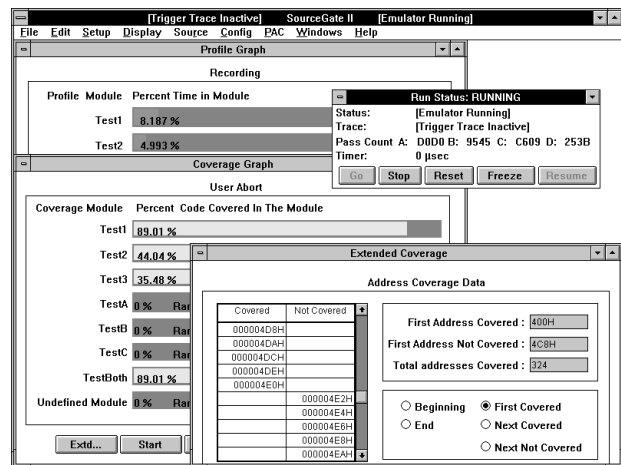 [Trigger Trace Inactive] SourceGate II [Emulator Running]
File Edit Setup Display Source Config PAC Windows Help
Profile Graph
Recording
Profile Module Percent Time in Module
Test1 8.187 %
Test2 4.993 %
Run Status: RUNNING
Status: [Emulator Running]
Trace: [Trigger Trace Inactive]
Pass Count A: D0D0 B: 9545 C: C609 D: 253B
Timer: 0 µsec
Go Stop Reset Freeze Resume
Coverage Graph
User Abort
Coverage Module Percent Code Covered In The Module
Test1 89.01 %
Test2 44.04 %
Test3 35.48 %
TestA 0 %
TestB 0 %
TestC 0 %
TestBoth 89.01 %
Undefined Module 0 %
Extd... Start
Extended Coverage
Address Coverage Data
Covered Not Covered
000004D8H
000004DAH
000004DCH
000004DEH
000004E0H
000004E2H
000004E4H
000004E6H
000004E8H
000004EAH
First Address Covered : 400H
First Address Not Covered : 4C8H
Total addresses Covered : 324
Beginning First Covered
End Next Covered
Next Not Covered